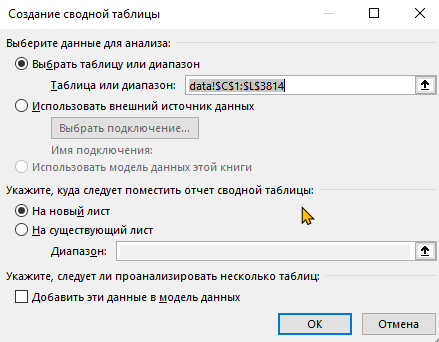 Создание сводной таблицы
Выберите данные для анализа:
Выбрать таблицу или диапазон
Таблица или диапазон: data!$C$1:$L$3814
Использовать внешний источник данных
Выбрать подключение...
Имя подключения:
Использовать модель данных этой книги
Укажите, куда следует поместить отчет сводной таблицы:
На новый лист
На существующий лист
Диапазон:
Укажите, следует ли проанализировать несколько таблиц:
Добавить эти данные в модель данных
ОК Отмена